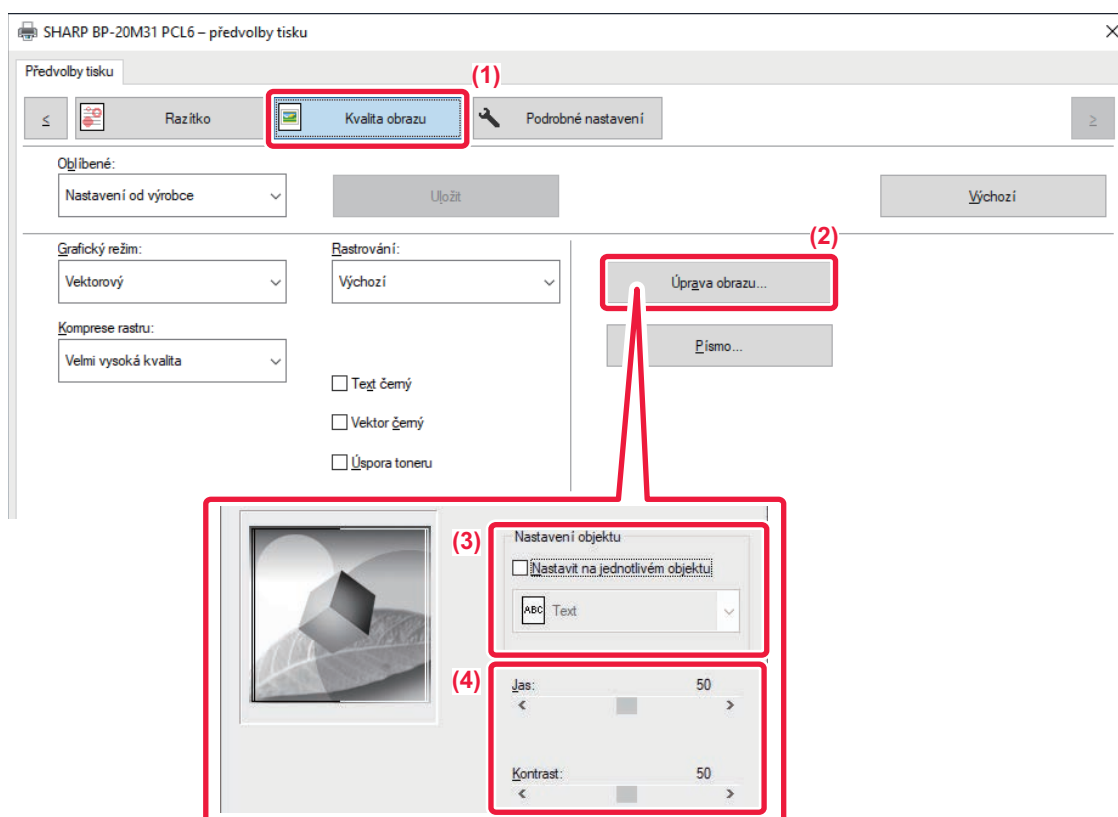 SHARP BP-20M31 PCL6 – předvolby tisku
Předvolby tisku
(1)
≤ Razítko Kvalita obrazu Podrobné nastavení ≥
Oblíbené:
Nastavení od výrobce Uložit Výchozí
(2)
Grafický režim: Rastrování:
Vektorový Výchozí Úprava obrazu...
Komprese rastru:
Velmi vysoká kvalita Písmo...
Text černý
Vektor černý
Úspora toneru
(3) Nastavení objektu
Nastavit na jednotlivém objektu
ABC Text
(4) Jas: 50
< >
Kontrast: 50
< >